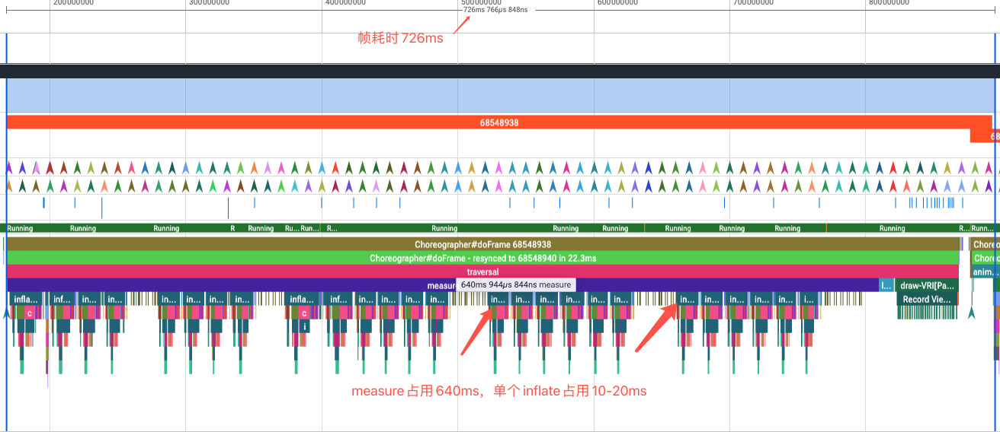 200000000 300000000 400000000 500000000 600000000 700000000 800000000
726ms 766µs 848ns
帧耗时 726ms
68548938
68
Running Running Running R Running Ru... Run... R... Running Running Running Running Running Running Running R... Runn...
Choreographer#doFrame 68548938 Choreo
Choreographer#doFrame - resynced to 68548940 in 22.3ms Choreo
traversal anim...
measur 640ms 944µs 844ns measure l... draw-VRI[Pa...
infla... inf... in... in... in... in... in... in... infla... inf... in... in... in... in... in... in... in... in... in... in... in... in... in... in... in... l... Record Vie...
c c
i
measure 占用 640ms，单个 inflate 占用 10-20ms